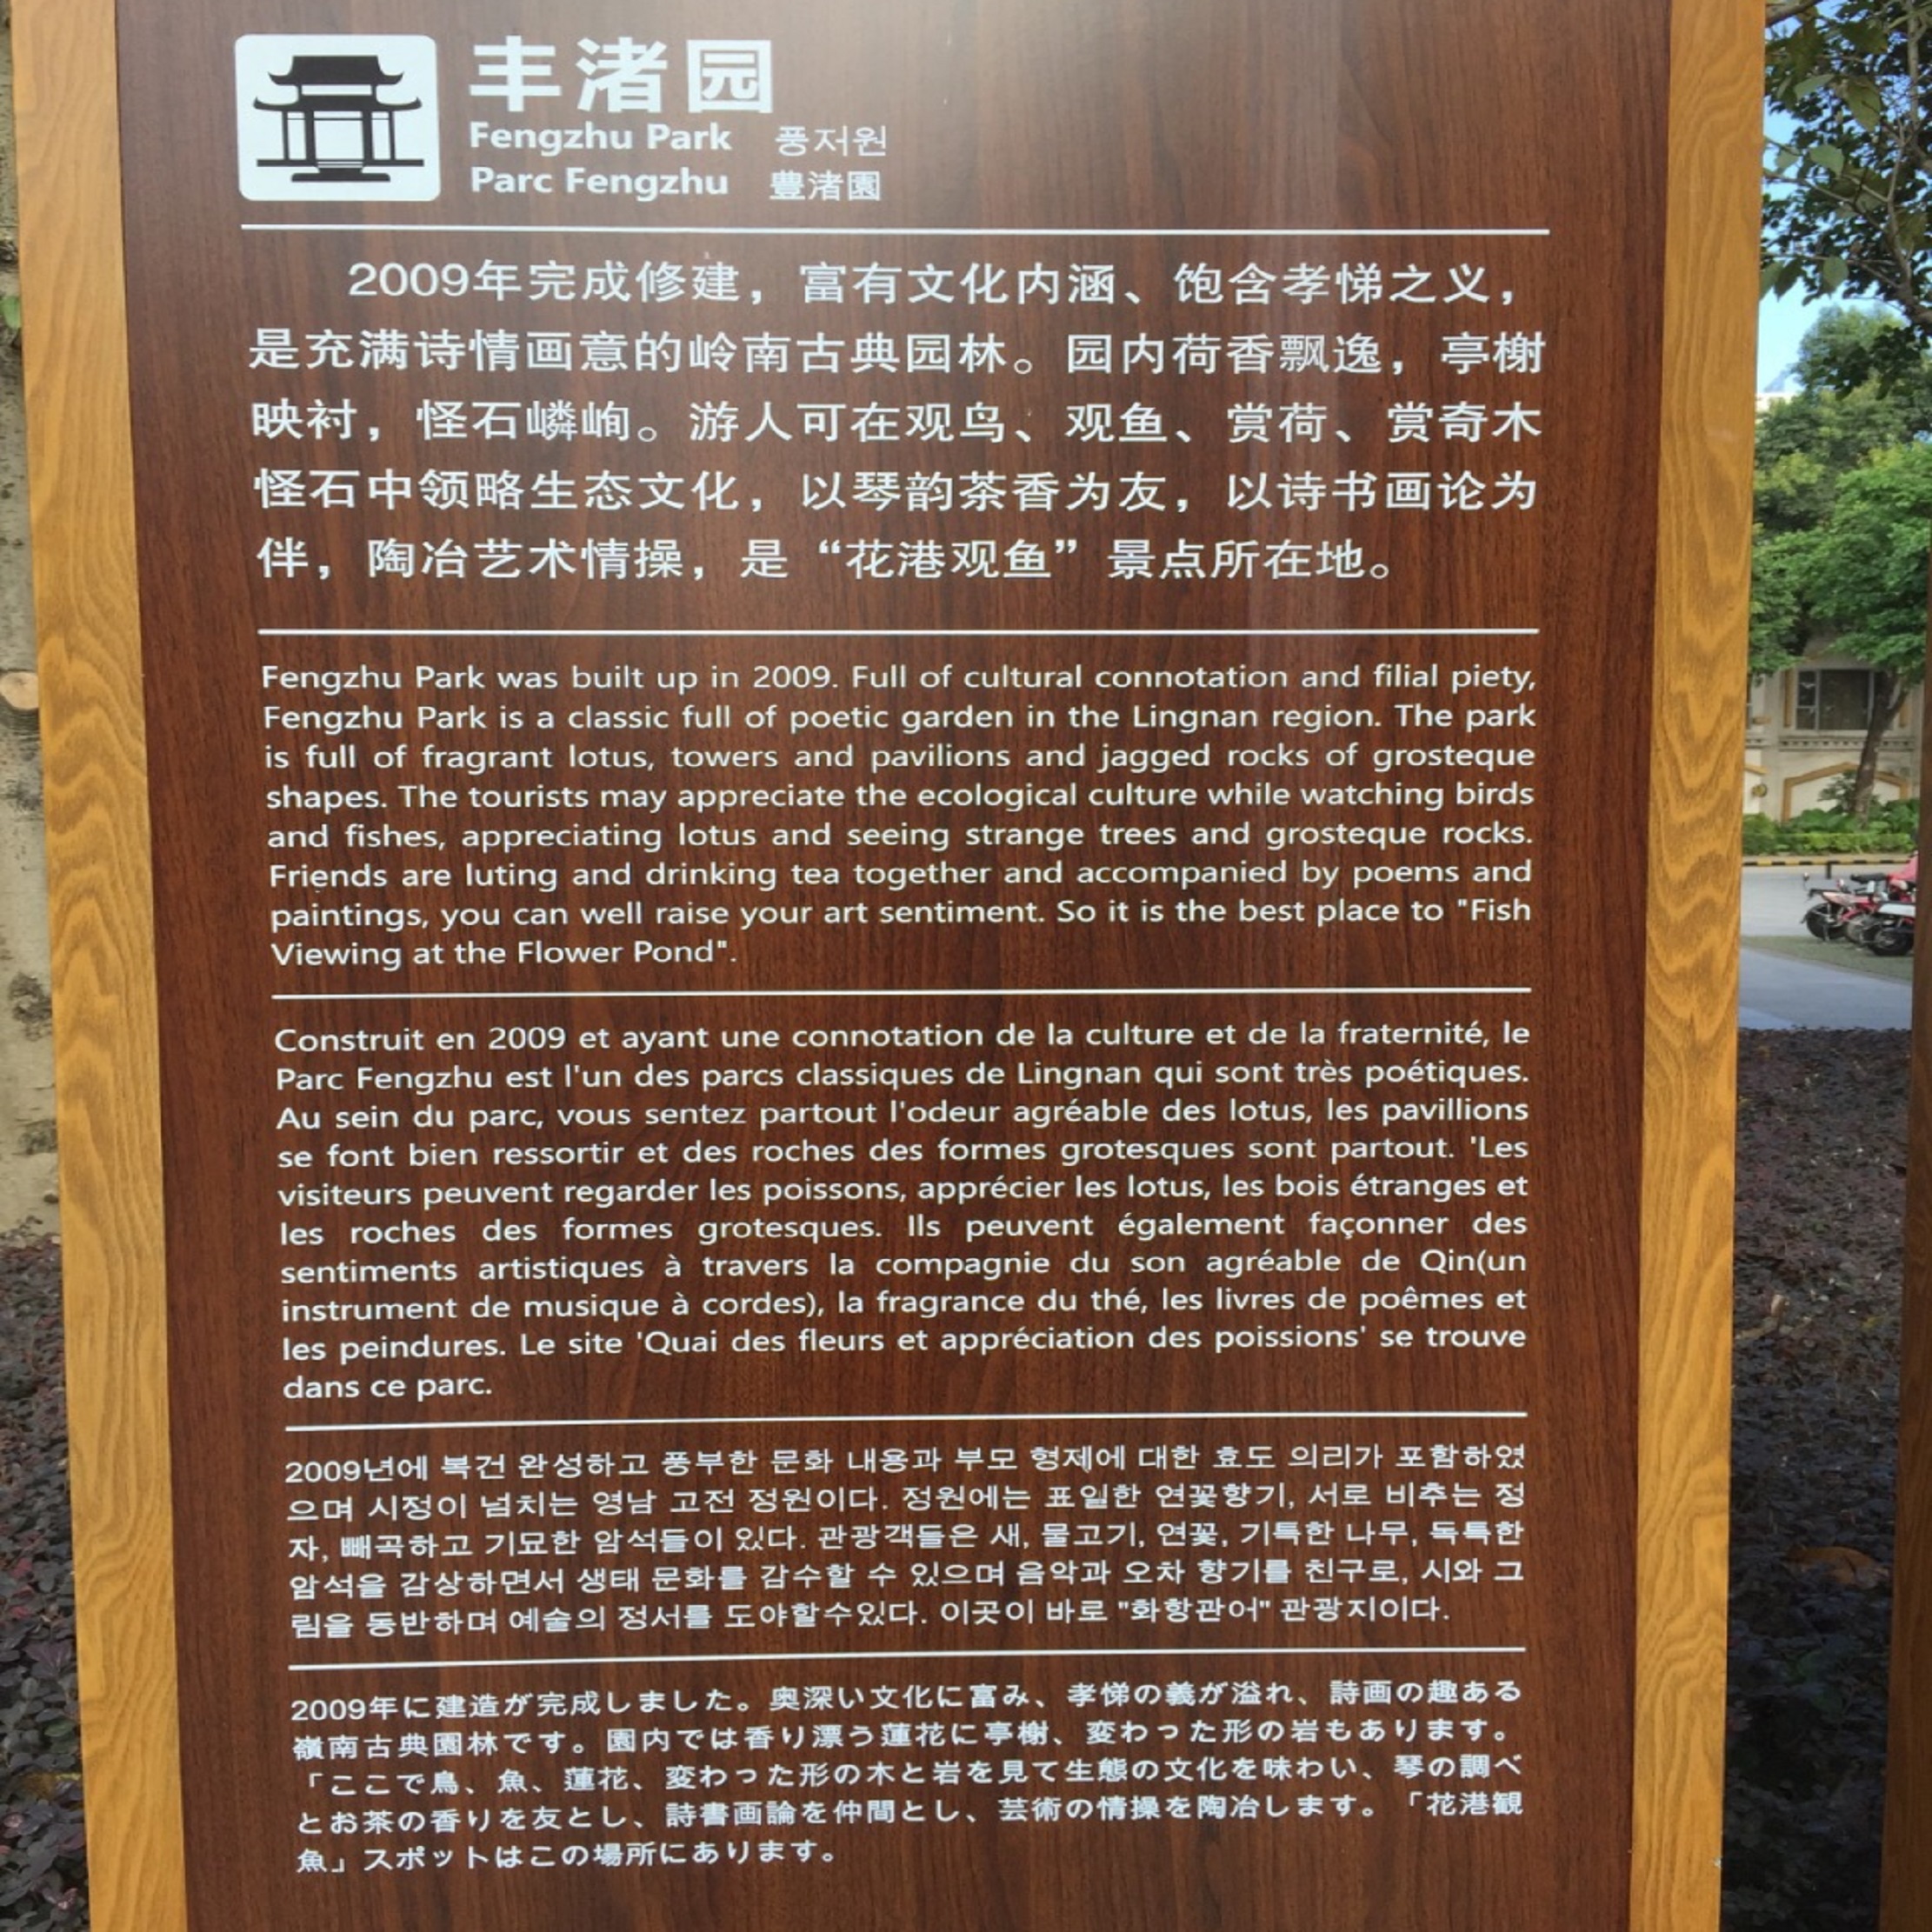 丰渚园
Fengzhu Park 풍저원
Parc Fengzhu 豊渚園
2009年完成修建，富有文化内涵、饱含孝悌之义，
是充满诗情画意的岭南古典园林。园内荷香飘逸，亭榭
映衬，怪石嶙峋。游人可在观鸟、观鱼、赏荷、赏奇木
怪石中领略生态文化，以琴韵茶香为友，以诗书画论为
伴，陶冶艺术情操，是“花港观鱼”景点所在地。
Fengzhu Park was built up in 2009. Full of cultural connotation and filial piety,
Fengzhu Park is a classic full of poetic garden in the Lingnan region. The park
is full of fragrant lotus, towers and pavilions and jagged rocks of grosteque
shapes. The tourists may appreciate the ecological culture while watching birds
and fishes, appreciating lotus and seeing strange trees and grosteque rocks.
Friends are luting and drinking tea together and accompanied by poems and
paintings, you can well raise your art sentiment. So it is the best place to "Fish
Viewing at the Flower Pond".
Construit en 2009 et ayant une connotation de la culture et de la fraternité, le
Parc Fengzhu est l'un des parcs classiques de Lingnan qui sont très poétiques.
Au sein du parc, vous sentez partout l'odeur agréable des lotus, les pavillions
se font bien ressortir et des roches des formes grotesques sont partout. 'Les
visiteurs peuvent regarder les poissons, apprécier les lotus, les bois étranges et
les roches des formes grotesques. Ils peuvent également façonner des
sentiments artistiques à travers la compagnie du son agréable de Qin(un
instrument de musique à cordes), la fragrance du thé, les livres de poêmes et
les peindures. Le site 'Quai des fleurs et appréciation des poissions' se trouve
dans ce parc.
2009년에 복건 완성하고 풍부한 문화 내용과 부모 형제에 대한 효도 의리가 포함하였
으며 시정이 넘치는 영남 고전 정원이다. 정원에는 표일한 연꽃향기, 서로 비추는 정
자, 빼곡하고 기묘한 암석들이 있다. 관광객들은 새, 물고기, 연꽃, 기특한 나무, 독특한
암석을 감상하면서 생태 문화를 감수할 수 있으며 음악과 오차 향기를 친구로, 시와 그
림을 동반하며 예술의 정서를 도야할수있다. 이곳이 바로 "화항관어" 관광지이다.
2009年に建造が完成しました。奥深い文化に富み、孝悌の義が溢れ、詩画の趣ある
嶺南古典園林です。園内では香り漂う蓮花に亭榭、変わった形の岩もあります。
「ここで鳥、魚、蓮花、変わった形の木と岩を見て生態の文化を味わい、琴の調べ
とお茶の香りを友とし、詩書画論を仲間とし、芸術の情操を陶冶します。「花港観
魚」スポットはこの場所にあります。